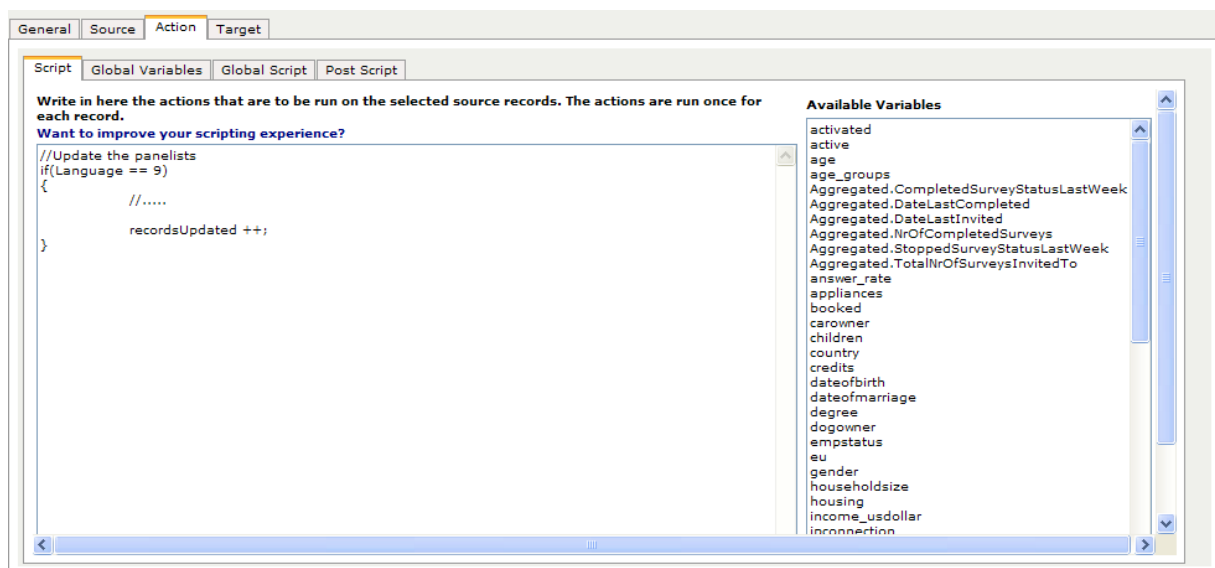 General Source Action Target
Script Global Variables Global Script Post Script
Write in here the actions that are to be run on the selected source records. The actions are run once for
each record.
Want to improve your scripting experience?
//Update the panelists
if(Language == 9)
{
//.....
recordsUpdated ++;
}
Available Variables
activated
active
age
age_groups
Aggregated.CompletedSurveyStatusLastWeek
Aggregated.DateLastCompleted
Aggregated.DateLastInvited
Aggregated.NrOfCompletedSurveys
Aggregated.StoppedSurveyStatusLastWeek
Aggregated.TotalNrOfSurveysInvitedTo
answer_rate
appliances
booked
carowner
children
country
credits
dateofbirth
dateofmarriage
degree
dogowner
empstatus
eu
gender
householdsize
housing
income_usdollar
inconnection